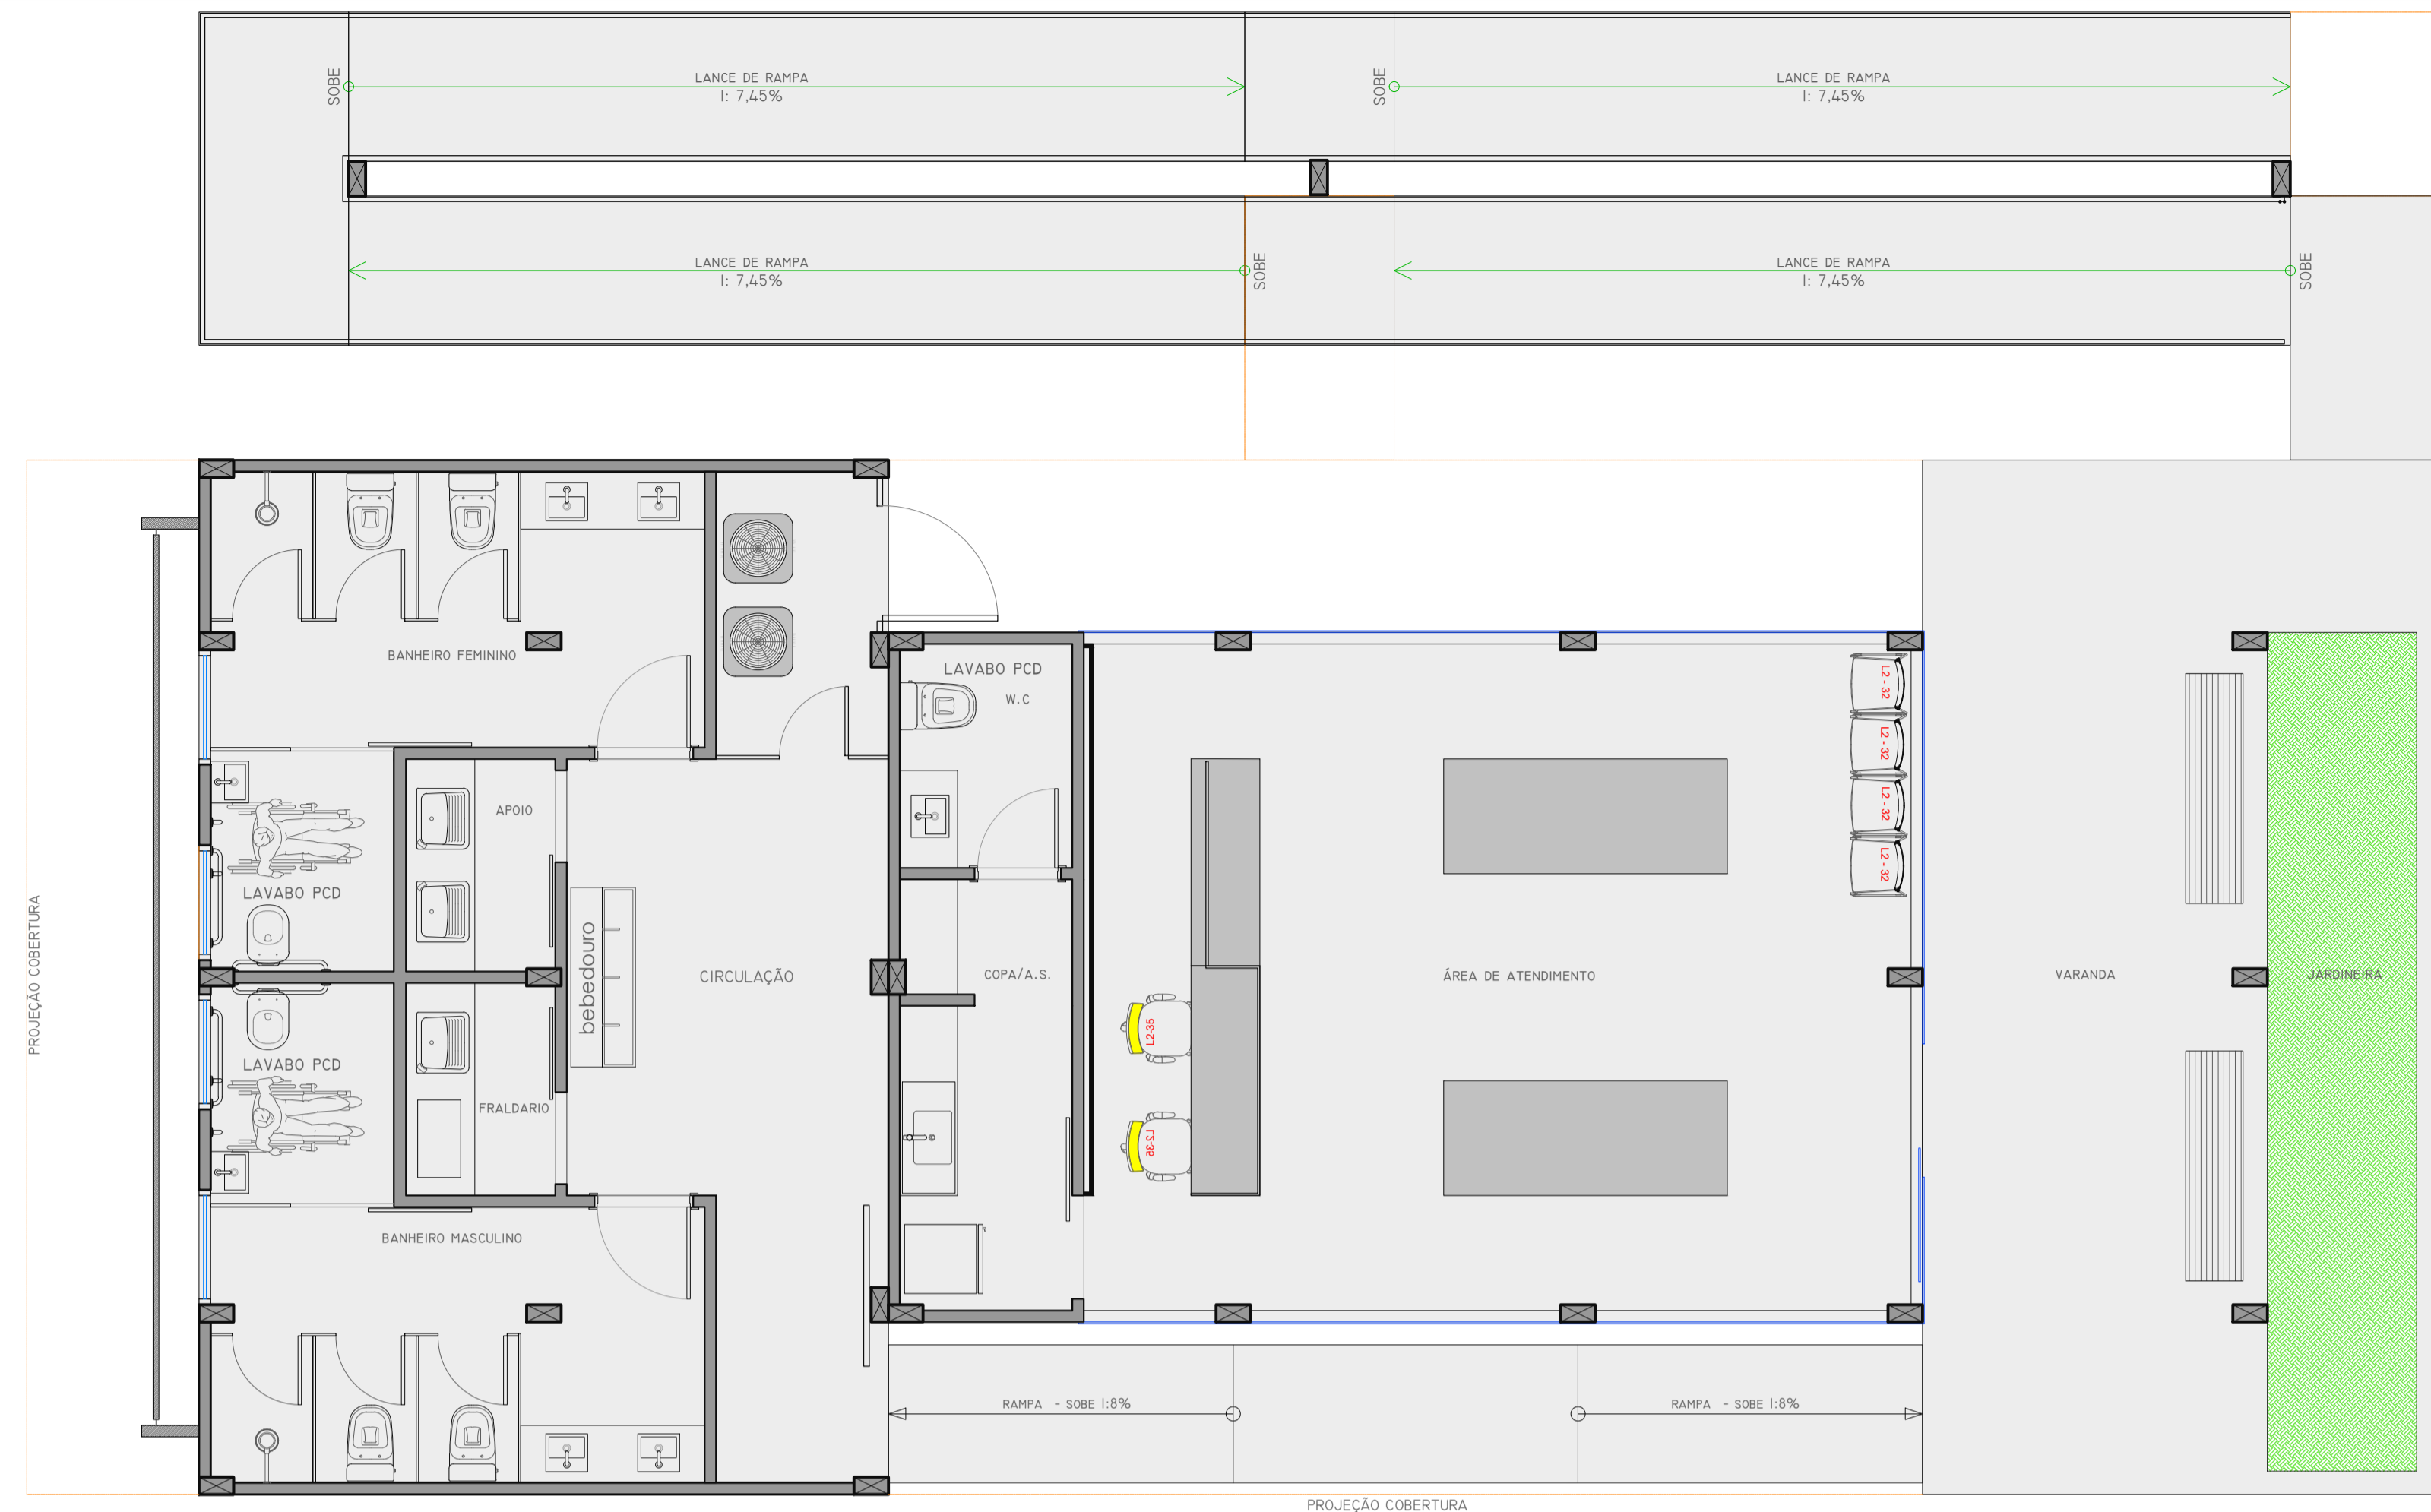 LANCE DE RAMPA
I: 7,45%
SOBE
LANCE DE RAMPA
I: 7,45%
SOBE
LANCE DE RAMPA
I: 7,45%
SOBE
LANCE DE RAMPA
I: 7,45%
SOBE
BANHEIRO FEMININO
LAVABO PCD
W.C
L2 - 32
L2 - 32
L2 - 32
L2 - 32
APOIO
LAVABO PCD
PROJEÇÃO COBERTURA
bebedouro
CIRCULAÇÃO
COPA/A.S.
ÁREA DE ATENDIMENTO
VARANDA
JARDINEIRA
L2-35
LAVABO PCD
FRALDARIO
L2-35
BANHEIRO MASCULINO
RAMPA - SOBE I:8%
RAMPA - SOBE I:8%
PROJEÇÃO COBERTURA